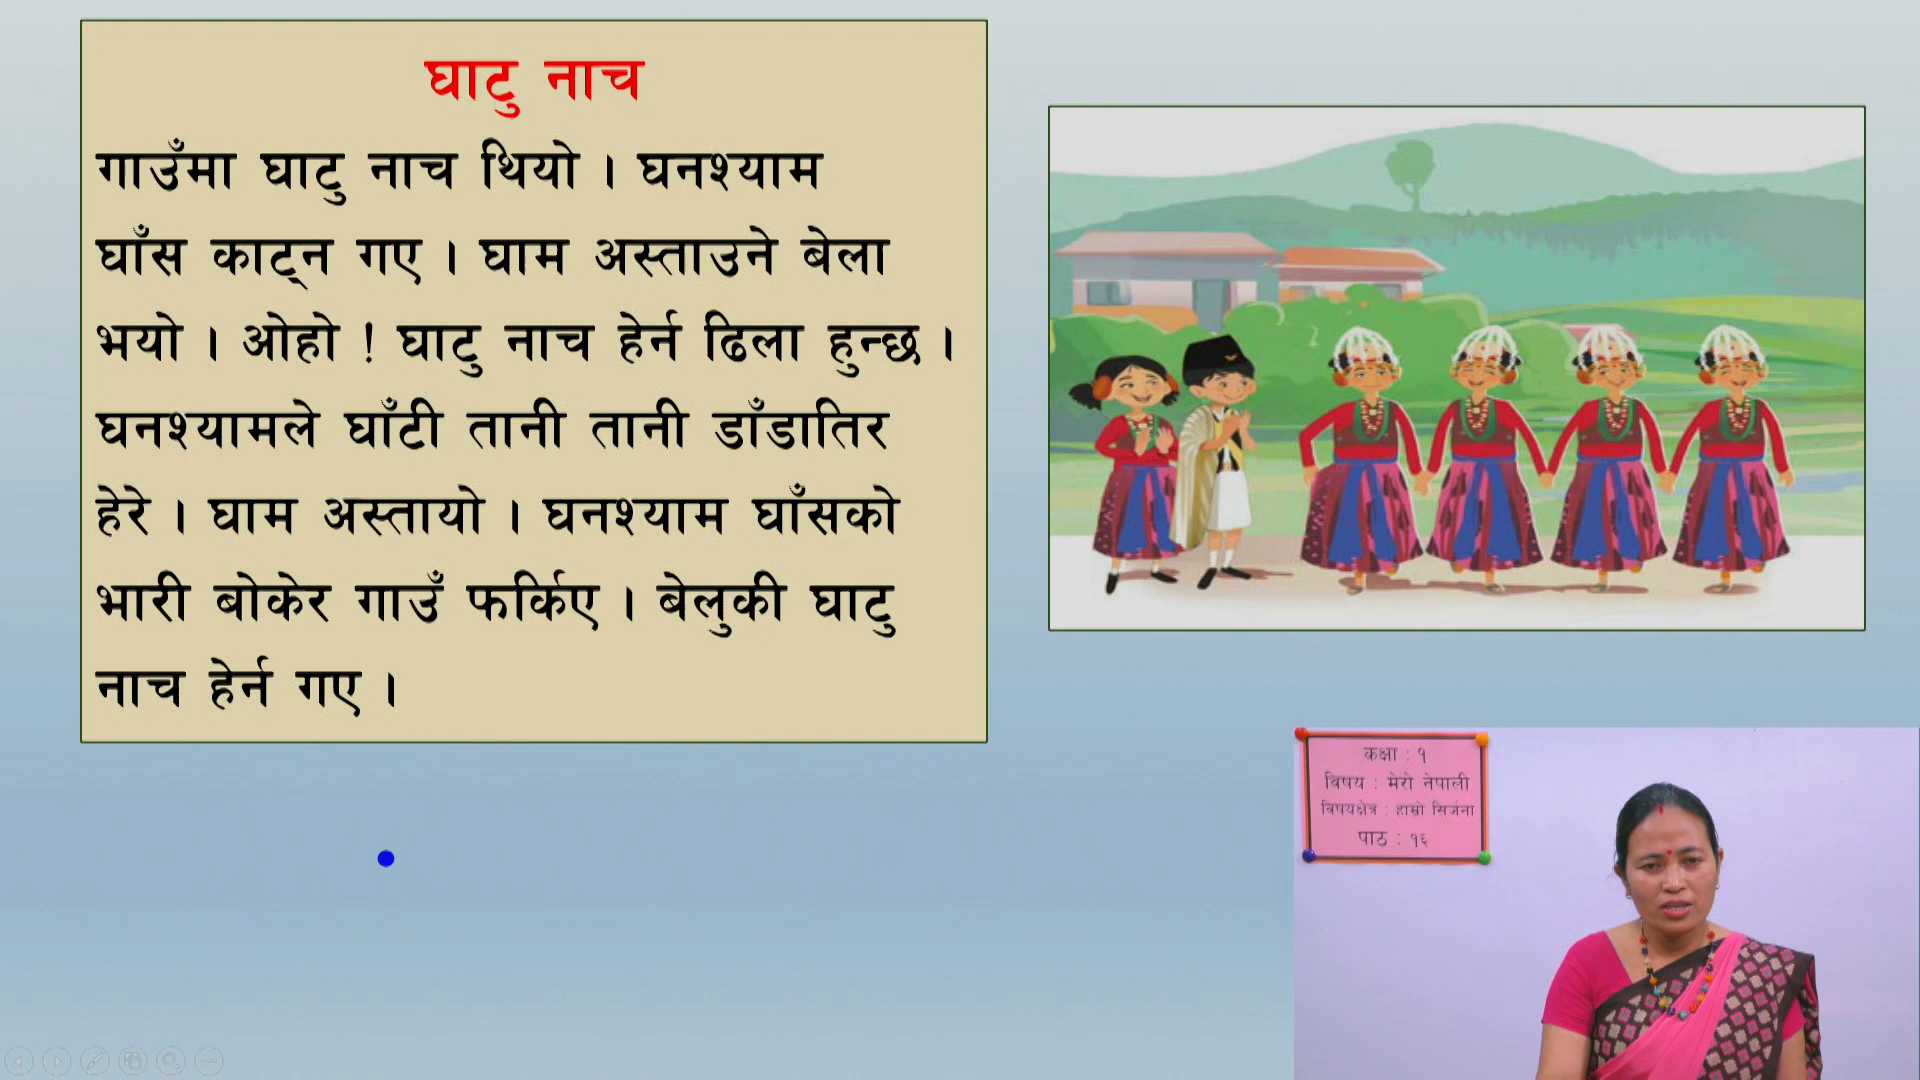 घाटु नाच
गाउँमा घाटु नाच थियो । घनश्याम
घाँस काट्न गए । घाम अस्ताउने बेला
भयो । ओहो ! घाटु नाच हेर्न ढिला हुन्छ ।
घनश्यामले घाँटी तानी तानी डाँडातिर
हेरे । घाम अस्तायो । घनश्याम घाँसको
भारी बोकेर गाउँ फर्किए । बेलुकी घाटु
नाच हेर्न गए ।
कक्षा : १
विषय : मेरो नेपाली
विषयक्षेत्र : हाम्रो सिर्जना
पाठ : १६